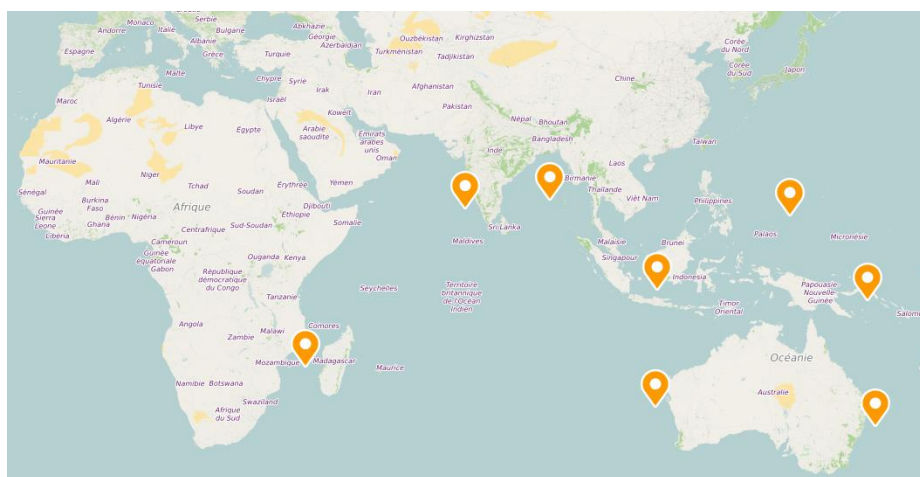 Serbie
Abkhazie
Monaco
Andorre
Italie
Bulgarie
Géorgie
Ouzbékistan
Kirghizistan
Corée
du Nord
Espagne
Albanie
Grèce
Turquie
Azerbaïdjan
Turkménistan
Tadjikistan
Corée
du Sud
Japon
Malte
Chypre
Syrie
Chine
Tunisie
Irak
Iran
Afghanistan
Maroc
Israël
Koweït
Pakistan
Algérie
Libye
Égypte
Arabie
saoudite
Émirats
arabes
unis
Népal
Bhoutan
Bangladesh
Taïwan
Oman
Inde
Mauritanie
Laos
Niger
Birmanie
Mali
Tchad
Soudan
Érythrée
Yémen
Thaïlande
Sénégal
Burkina
Faso
Viêt Nam
Philippines
Guinée
Bénin
Nigéria
Afrique
Djibouti
Éthiopie
Somalie
Sierra
Leone
Ghana
Centrafrique
Sud-Soudan
Sri Lanka
Libéria
Palaos
Micronésie
Cameroun
Maldives
Malaisie
Brunei
Guinée
équatoriale
Gabon
Ouganda
Kenya
Singapour
République
démocratique
du Congo
Indonésie
Seychelles
Territoire
britannique
de l'Océan
Indien
Papouasie
Nouvelle
Guinée
Tanzanie
Timor
Oriental
Salomon
Angola
Malawi
Comores
Zambie
Mozambique
Madagascar
Maurice
Océanie
Namibie
Botswana
Australie
Swaziland
Afrique
du Sud